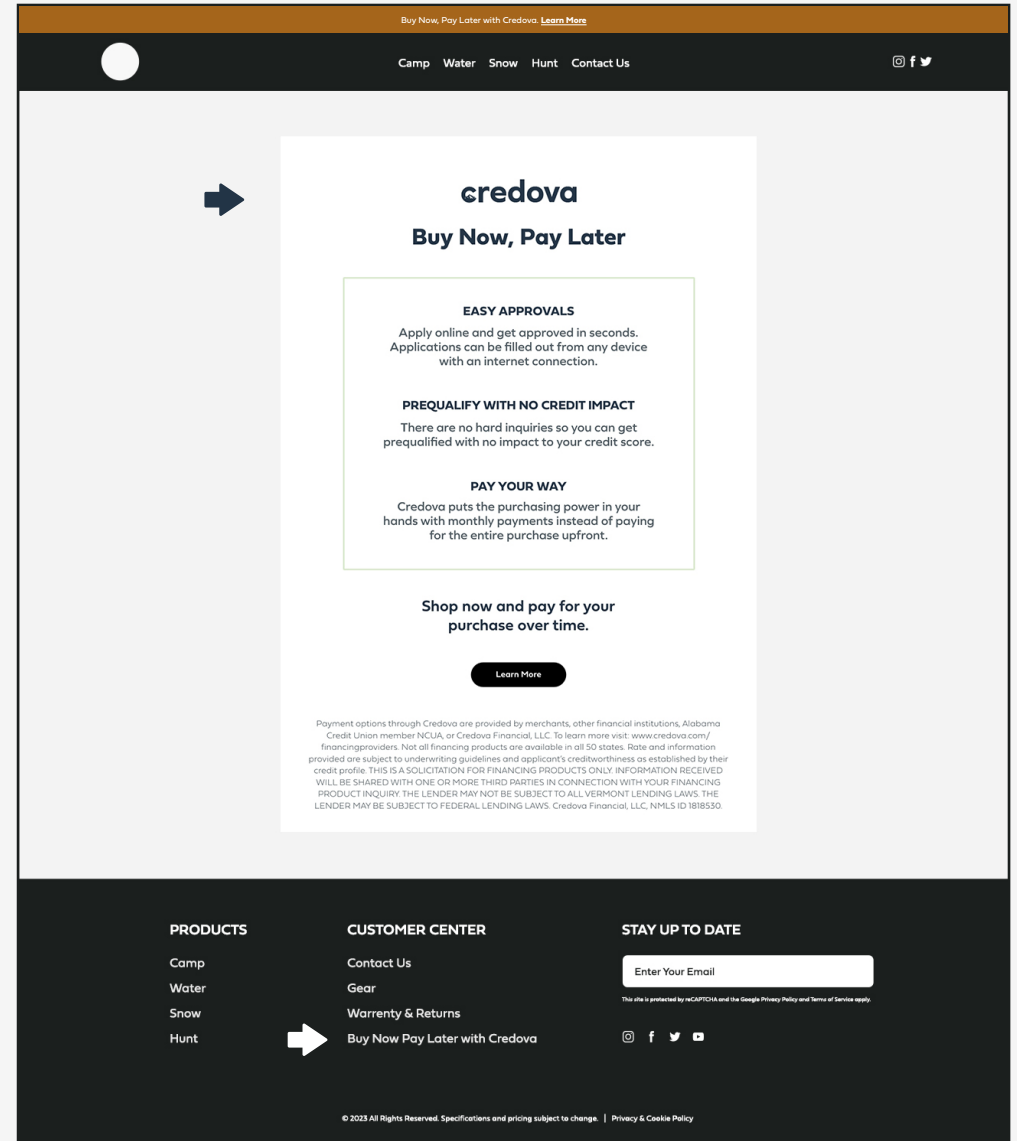 Buy Now, Pay Later with Credova. Learn More
Camp Water Snow Hunt Contact Us
credova
Buy Now, Pay Later
EASY APPROVALS
Apply online and get approved in seconds.
Applications can be filled out from any device
with an internet connection.
PREQUALIFY WITH NO CREDIT IMPACT
There are no hard inquiries so you can get
prequalified with no impact to your credit score.
PAY YOUR WAY
Credova puts the purchasing power in your
hands with monthly payments instead of paying
for the entire purchase upfront.
Shop now and pay for your
purchase over time.
Learn More
Payment options through Credova are provided by merchants, other financial institutions, Alabama
Credit Union member NCUA, or Credova Financial, LLC. To learn more visit: www.credova.com/
financingproviders. Not all financing products are available in all 50 states. Rate and information
provided are subject to underwriting guidelines and applicant's creditworthiness as established by their
credit profile. THIS IS A SOLICITATION FOR FINANCING PRODUCTS ONLY. INFORMATION RECEIVED
WILL BE SHARED WITH ONE OR MORE THIRD PARTIES IN CONNECTION WITH YOUR FINANCING
PRODUCT INQUIRY. THE LENDER MAY NOT BE SUBJECT TO ALL VERMONT LENDING LAWS. THE
LENDER MAY BE SUBJECT TO FEDERAL LENDING LAWS. Credova Financial, LLC, NMLS ID 1818530.
PRODUCTS
Camp
Water
Snow
Hunt
CUSTOMER CENTER
Contact Us
Gear
Warrenty & Returns
Buy Now Pay Later with Credova
STAY UP TO DATE
Enter Your Email
This site is protected by reCAPTCHA and the Google Privacy Policy and Terms of Service apply.
© 2023 All Rights Reserved. Specifications and pricing subject to change. | Privacy & Cookie Policy